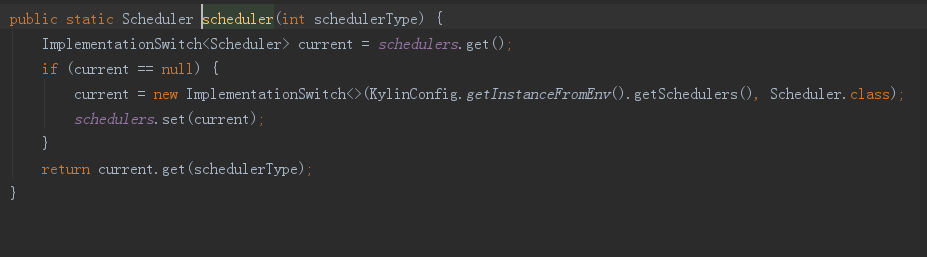 public static Scheduler scheduler(int schedulerType) {
    ImplementationSwitch<Scheduler> current = schedulers.get();
    if (current == null) {
        current = new ImplementationSwitch<>(KylinConfig.getInstanceFromEnv().getSchedulers(), Scheduler.class);
        schedulers.set(current);
    }
    return current.get(schedulerType);
}